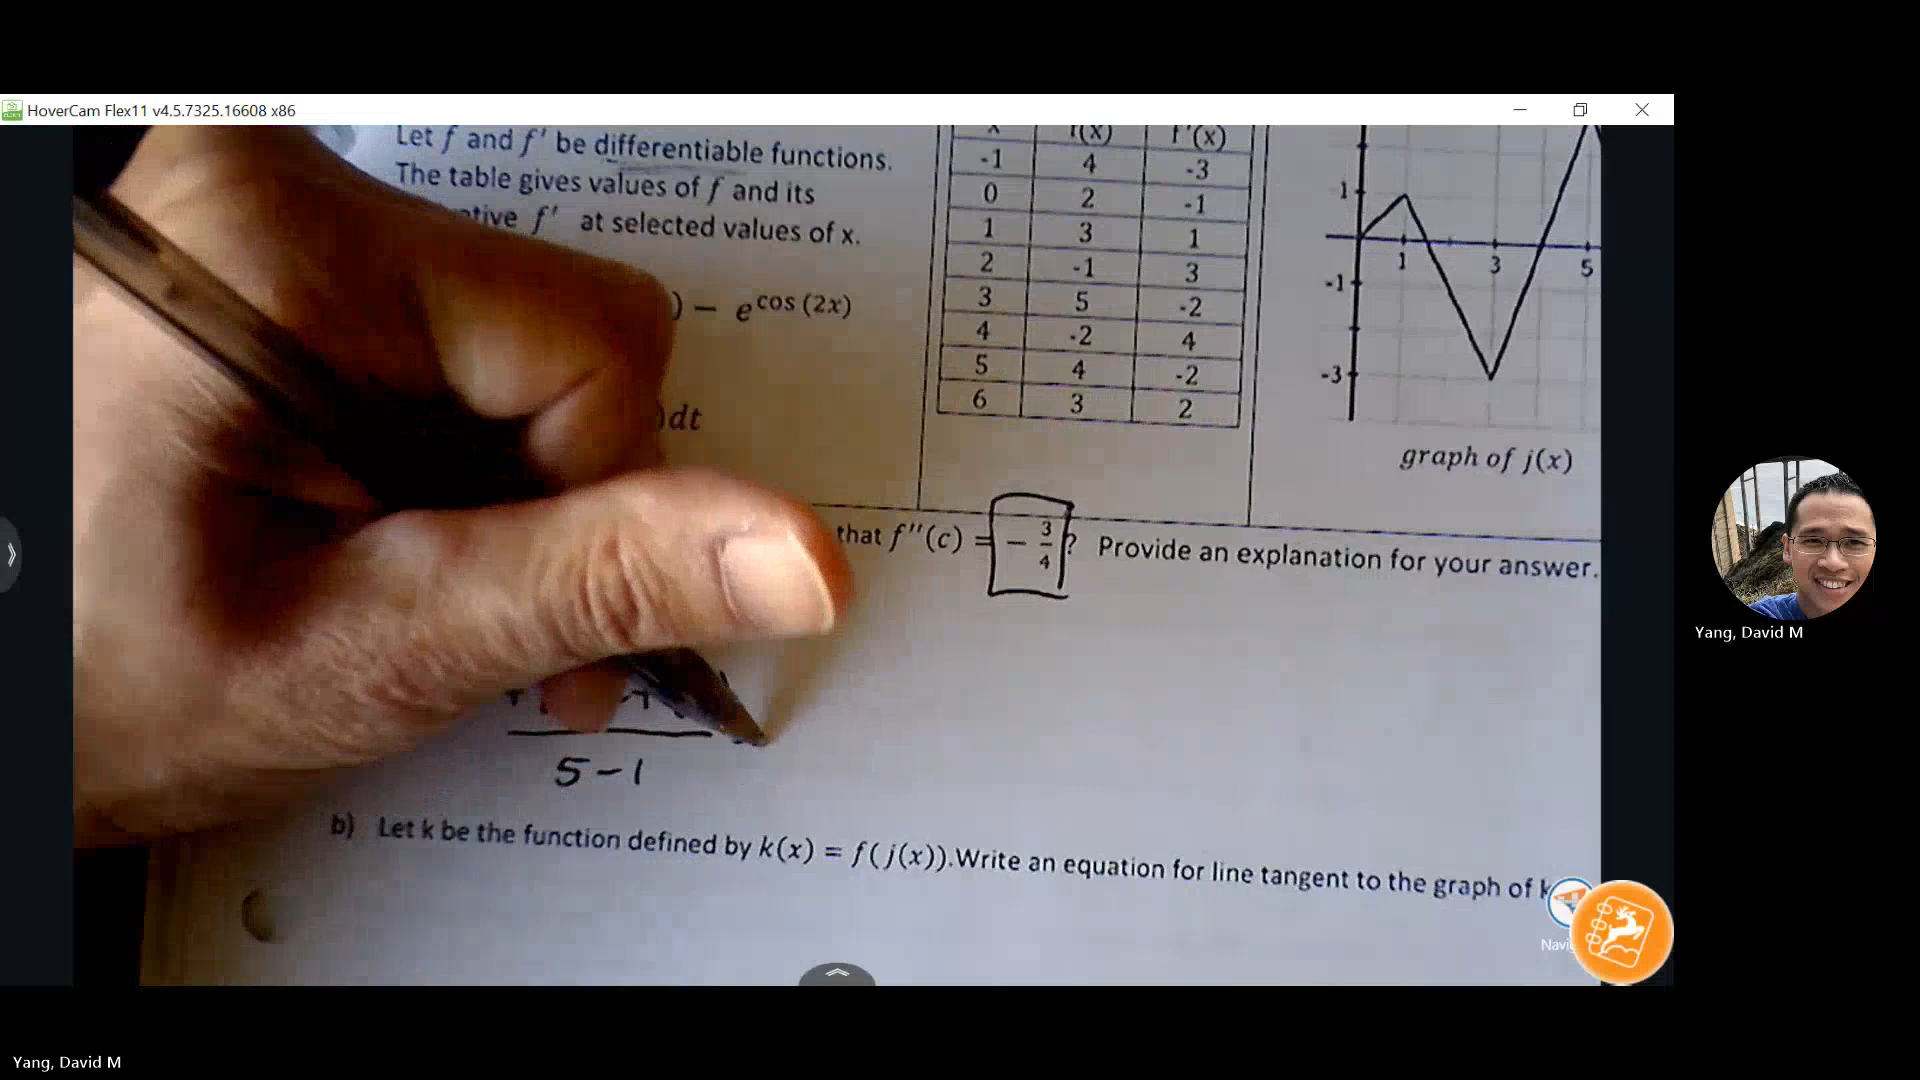 HoverCam Flex11 v4.5.7325.16608 x86
Let f and f' be differentiable functions.
The table gives values of f and its
f' at selected values of x.
) − e^cos (2x)
)dt
f(x) f'(x)
-1 4 -3
0 2 -1
1 3 1
2 -1 3
3 5 -2
4 -2 4
5 4 -2
6 3 2
1
-1
-3
1 3 5
graph of j(x)
that f''(c) = − 3/4 ? Provide an explanation for your answer.
5 − 1
b) Let k be the function defined by k(x) = f( j(x)).Write an equation for line tangent to the graph of k
Yang, David M
Yang, David M